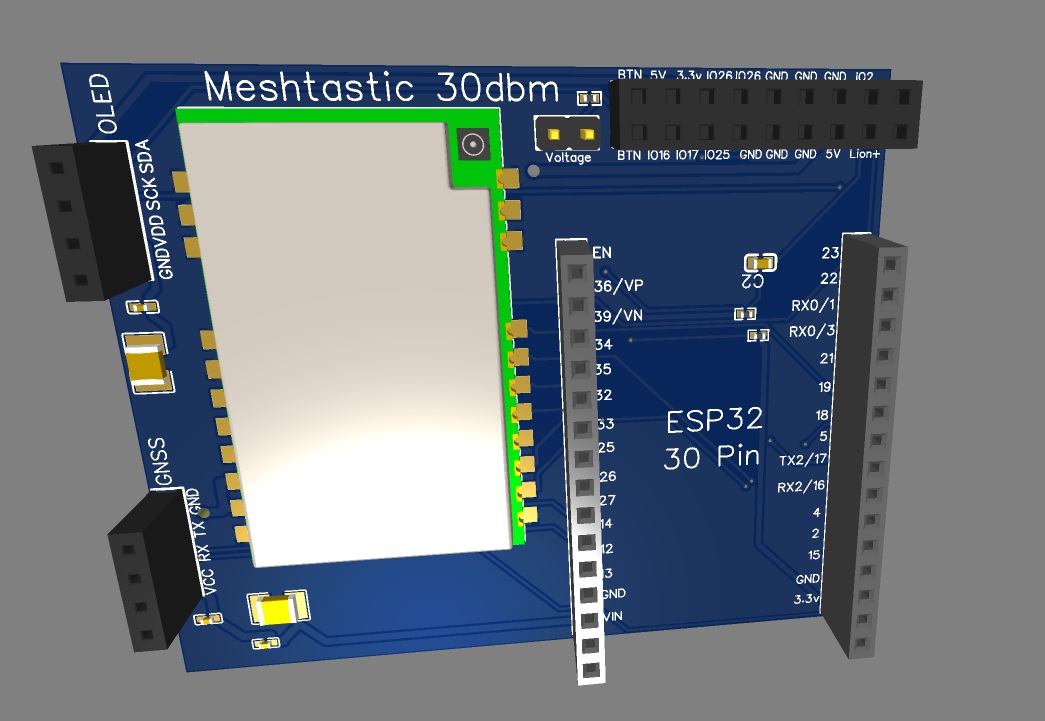 OLED
Meshtastic 30dbm
BTN 5V 3.3v IO26 IO26 GND GND GND IO2
Voltage
BTN IO16 IO17 IO25 GND GND GND 5V Lion+
GND VDD SCK SDA
EN
36/VP
39/VN
34
35
32
33
25
26
27
14
12
13
GND
VIN
C2
ESP32
30 Pin
23
22
RX0/1
RX0/3
21
19
18
5
TX2/17
RX2/16
4
2
15
GND
3.3v
GNSS
VCC RX TX GND